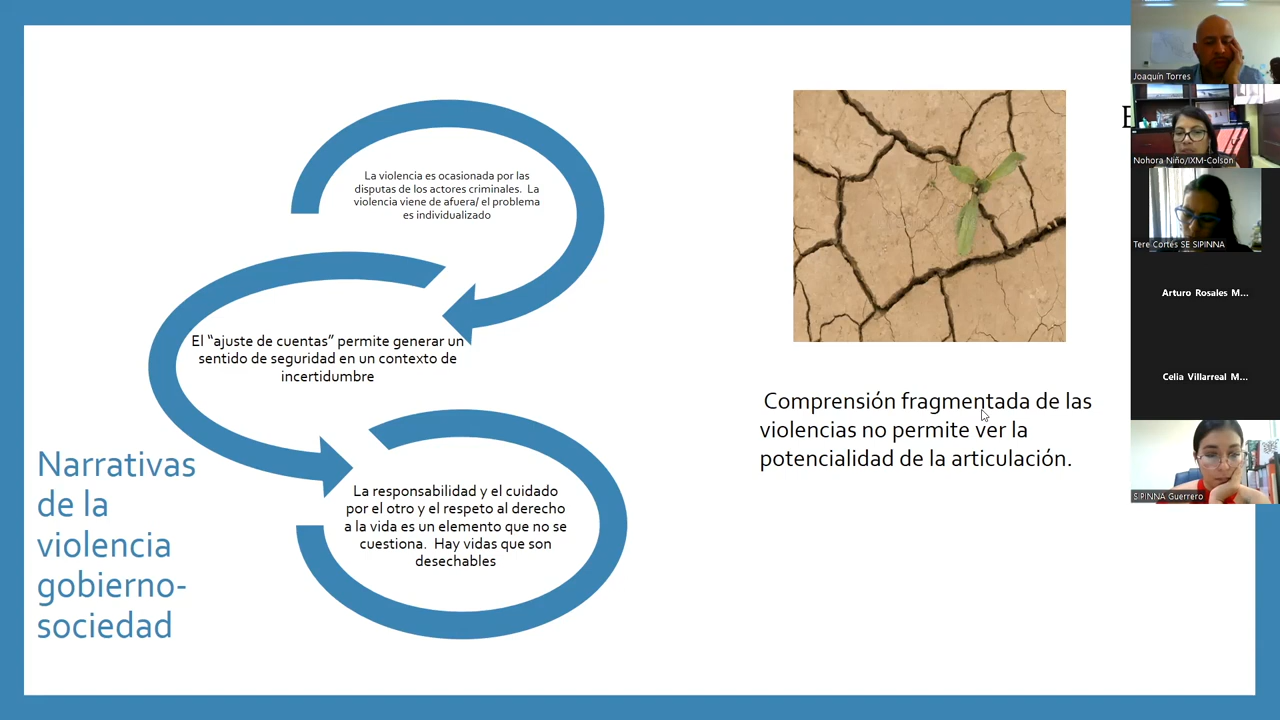 La violencia es ocasionada por las
disputas de los actores criminales. La
violencia viene de afuera/ el problema
es individualizado
El “ajuste de cuentas” permite generar un
sentido de seguridad en un contexto de
incertidumbre
La responsabilidad y el cuidado
por el otro y el respeto al derecho
a la vida es un elemento que no se
cuestiona. Hay vidas que son
desechables
Narrativas
de la
violencia
gobierno-
sociedad
Comprensión fragmentada de las
violencias no permite ver la
potencialidad de la articulación.
Joaquín Torres
Nohora Niño/IXM-Colson
Tere Cortés SE SIPINNA
Arturo Rosales M...
Celia Villarreal M...
SIPINNA Guerrero